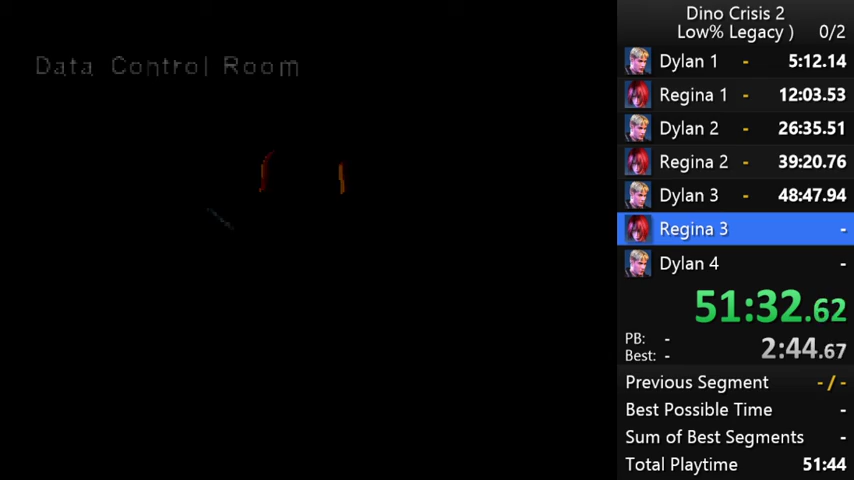 Data Control Room
Dino Crisis 2
Low% Legacy ) 0/2
Dylan 1 - 5:12.14
Regina 1 - 12:03.53
Dylan 2 - 26:35.51
Regina 2 - 39:20.76
Dylan 3 - 48:47.94
Regina 3 -
Dylan 4 -
51:32.62
PB: -
Best: -
2:44.67
Previous Segment - / -
Best Possible Time -
Sum of Best Segments -
Total Playtime 51:44